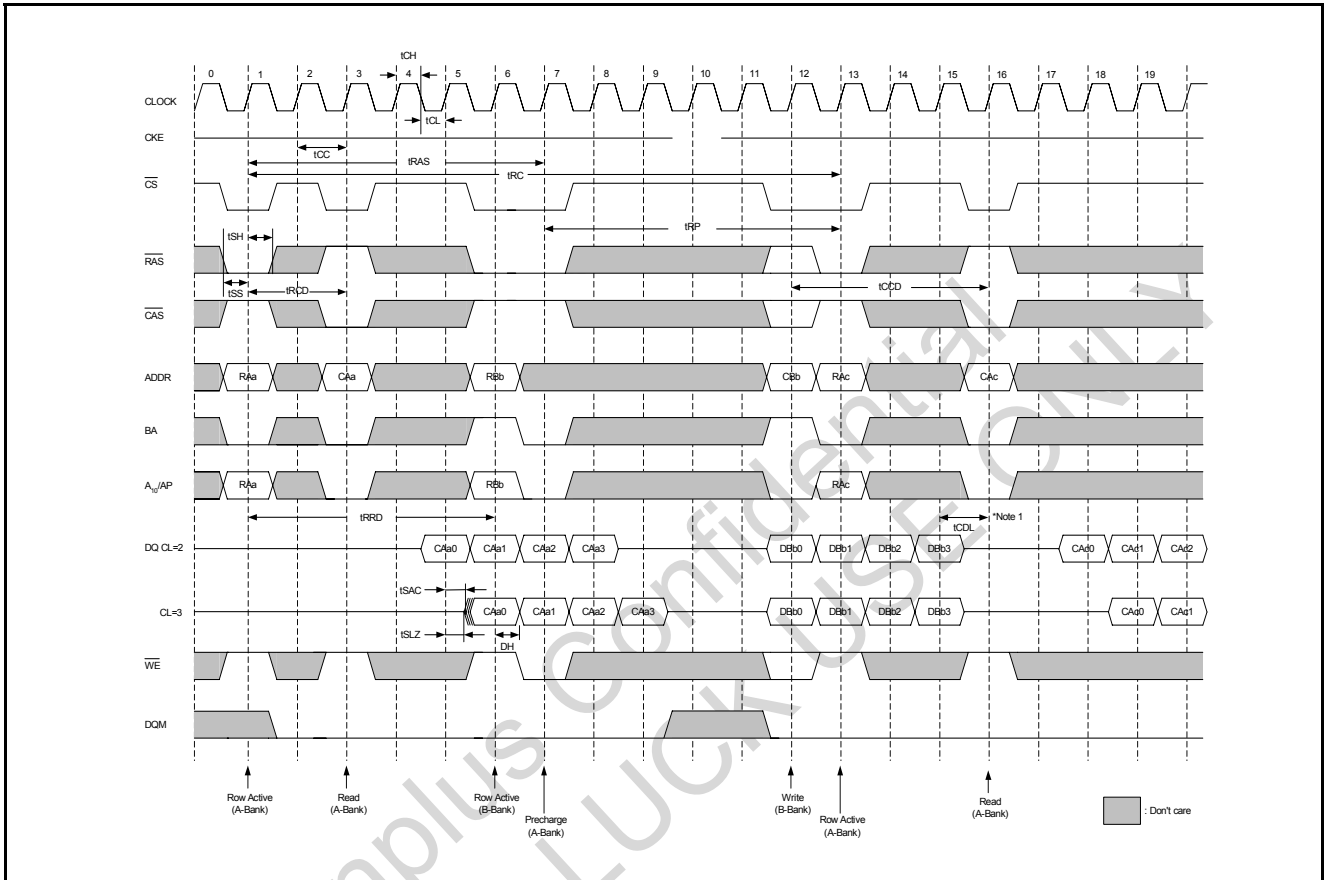 tCH
0 1 2 3 4 5 6 7 8 9 10 11 12 13 14 15 16 17 18 19
CLOCK
tCL
CKE
tCC
tRAS
tRC
CS
tRP
tSH
RAS
tSS
tRCD
tCCD
CAS
ADDR RAa CAa RBb CBb RAc CAc
BA
A10/AP RAa RBb RAc
tRRD
*Note 1
tCDL
DQ CL=2 CAa0 CAa1 CAa2 CAa3 DBb0 DBb1 DBb2 DBb3 CAc0 CAc1 CAc2
tSAC
CL=3 CAa0 CAa1 CAa2 CAa3 DBb0 DBb1 DBb2 DBb3 CAc0 CAc1
tSLZ
DH
WE
DQM
Row Active
(A-Bank)
Read
(A-Bank)
Row Active
(B-Bank)
Precharge
(A-Bank)
Write
(B-Bank)
Row Active
(A-Bank)
Read
(A-Bank)
: Don't care
nplus Confidential
LUCK USE ONLY